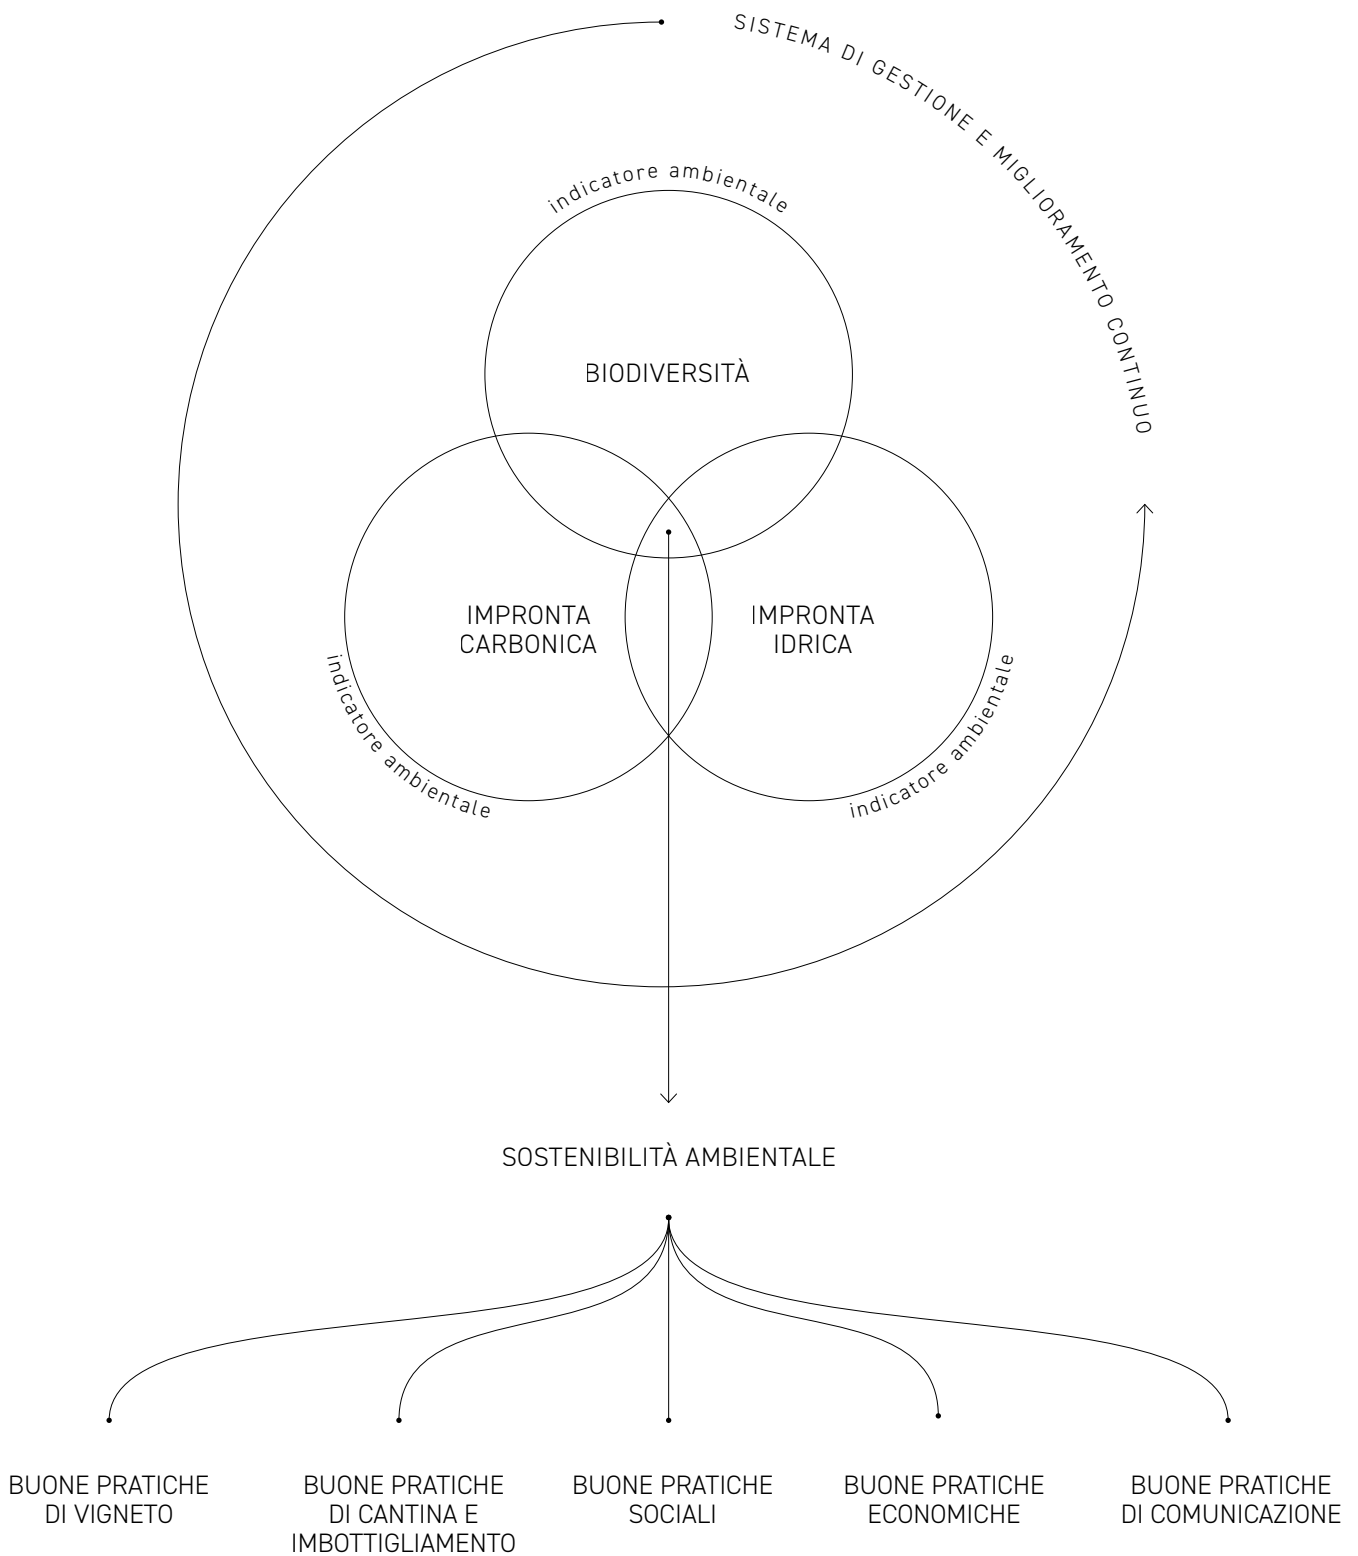 SISTEMA DI GESTIONE E MIGLIORAMENTO CONTINUO
indicatore ambientale
BIODIVERSITÀ
IMPRONTA
CARBONICA
indicatore ambientale
IMPRONTA
IDRICA
indicatore ambientale
SOSTENIBILITÀ AMBIENTALE
BUONE PRATICHE
DI VIGNETO
BUONE PRATICHE
DI CANTINA E
IMBOTTIGLIAMENTO
BUONE PRATICHE
SOCIALI
BUONE PRATICHE
ECONOMICHE
BUONE PRATICHE
DI COMUNICAZIONE